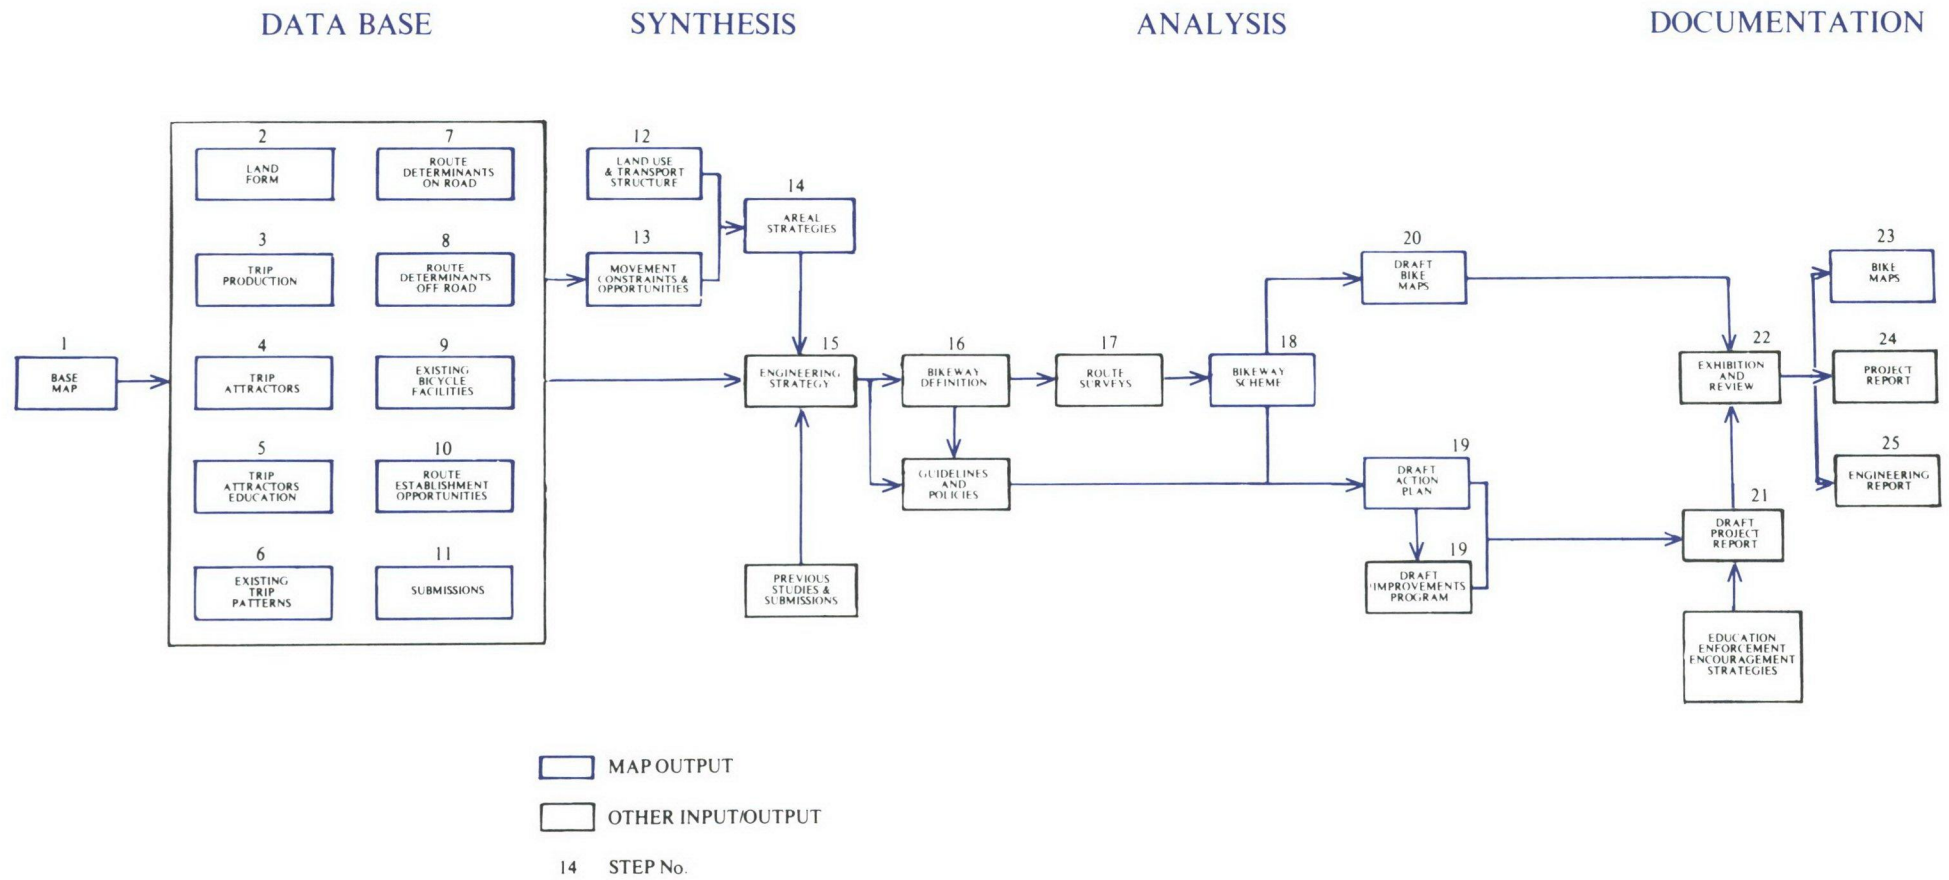 DATA BASE
SYNTHESIS
ANALYSIS
DOCUMENTATION
1
BASE
MAP
2
LAND
FORM
3
TRIP
PRODUCTION
4
TRIP
ATTRACTORS
5
TRIP
ATTRACTORS
EDUCATION
6
EXISTING
TRIP
PATTERNS
7
ROUTE
DETERMINANTS
ON ROAD
8
ROUTE
DETERMINANTS
OFF ROAD
9
EXISTING
BICYCLE
FACILITIES
10
ROUTE
ESTABLISHMENT
OPPORTUNITIES
11
SUBMISSIONS
12
LAND USE
& TRANSPORT
STRUCTURE
13
MOVEMENT
CONSTRAINTS &
OPPORTUNITIES
14
AREAL
STRATEGIES
15
ENGINEERING
STRATEGY
PREVIOUS
STUDIES &
SUBMISSIONS
16
BIKEWAY
DEFINITION
GUIDELINES
AND
POLICIES
17
ROUTE
SURVEYS
18
BIKEWAY
SCHEME
20
DRAFT
BIKE
MAPS
19
DRAFT
ACTION
PLAN
19
DRAFT
IMPROVEMENTS
PROGRAM
22
EXHIBITION
AND
REVIEW
21
DRAFT
PROJECT
REPORT
EDUCATION
ENFORCEMENT
ENCOURAGEMENT
STRATEGIES
23
BIKE
MAPS
24
PROJECT
REPORT
25
ENGINEERING
REPORT
MAP OUTPUT
OTHER INPUT/OUTPUT
14 STEP No.